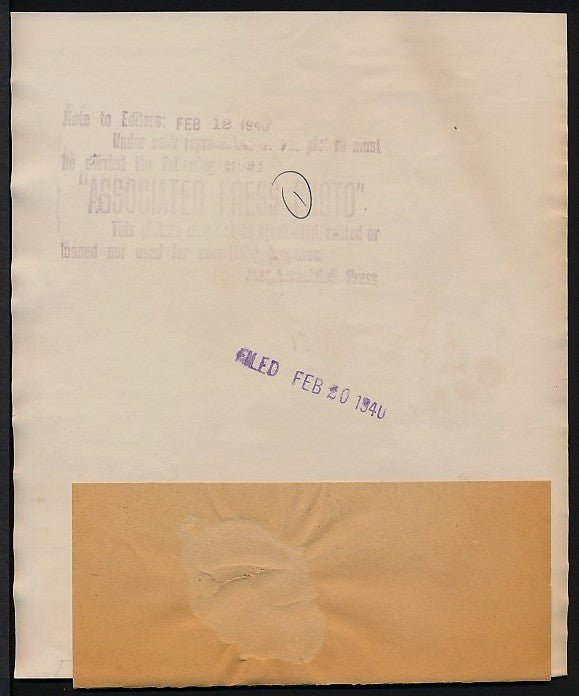 Note to Editors: FEB 18 1940
Under each reproduction of this picture must
be carried the following credit:
"ASSOCIATED PRESS PHOTO"
This picture may not be syndicated, rented or
loaned nor used for advertising purposes.
The Associated Press
FILED FEB 20 1940